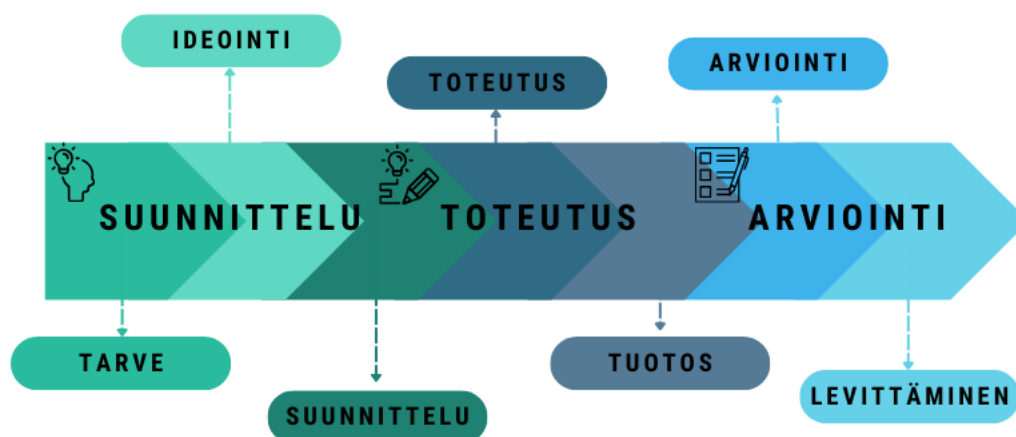 IDEOINTI
TOTEUTUS
ARVIOINTI
SUUNNITTELU
TOTEUTUS
ARVIOINTI
TARVE
SUUNNITTELU
TUOTOS
LEVITTÄMINEN